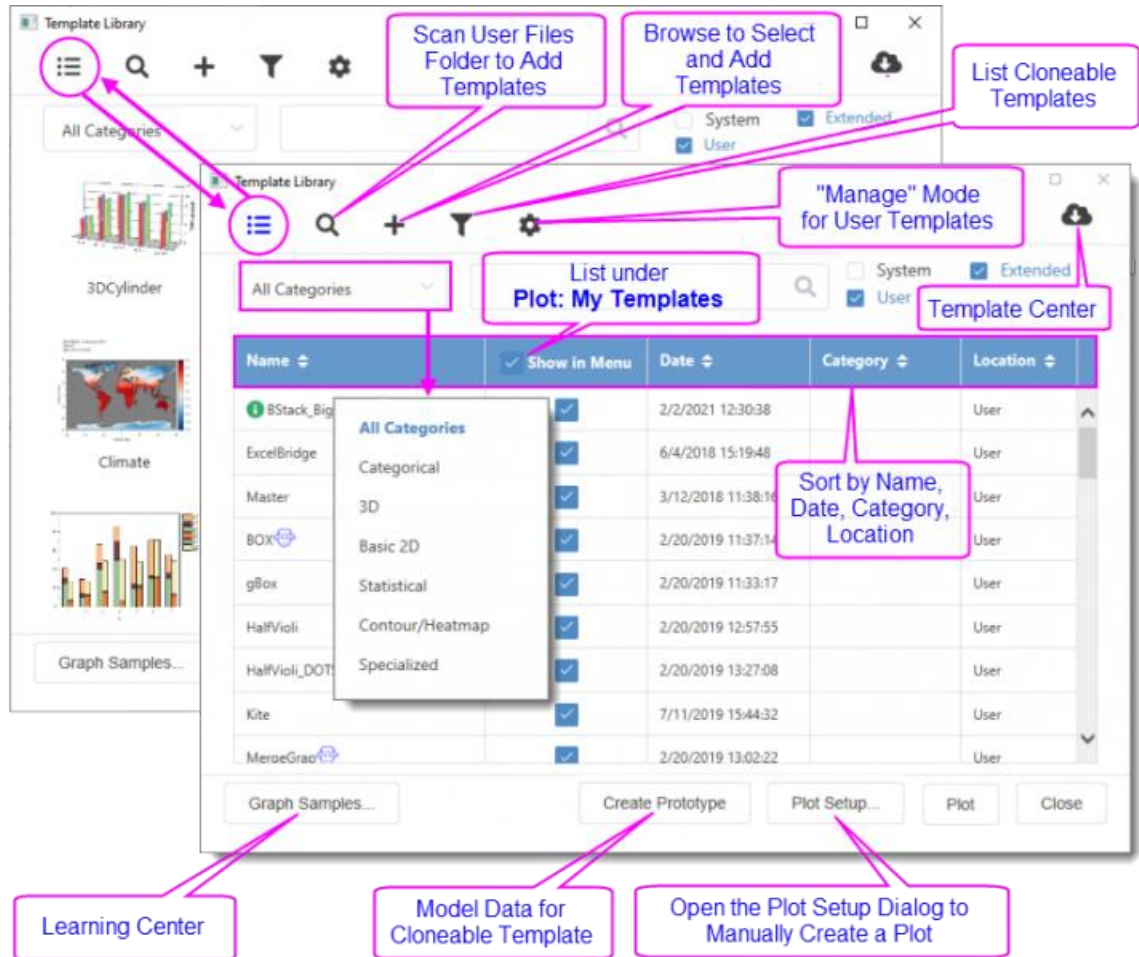 Template Library
Scan User Files
Folder to Add
Templates
Browse to Select
and Add
Templates
List Cloneable
Templates
All Categories
System
Extended
User
Template Library
"Manage" Mode
for User Templates
3DCylinder
All Categories
List under
Plot: My Templates
System
Extended
User
Template Center
Name
Show in Menu
Date
Category
Location
BStack_Big
2/2/2021 12:30:38
User
All Categories
Climate
ExcelBridge
6/4/2018 15:19:48
User
Categorical
Sort by Name,
Date, Category,
Location
Master
3/12/2018 11:38:16
User
3D
BOX
2/20/2019 11:37:14
User
Basic 2D
gBox
2/20/2019 11:33:17
User
Statistical
HalfVioli
2/20/2019 12:57:55
User
Contour/Heatmap
Graph Samples...
HalfVioli_DOTS
2/20/2019 13:27:08
User
Specialized
Kite
7/11/2019 15:44:32
User
MergeGrap
2/20/2019 13:02:22
User
Graph Samples...
Create Prototype
Plot Setup...
Plot
Close
Learning Center
Model Data for
Cloneable Template
Open the Plot Setup Dialog to
Manually Create a Plot